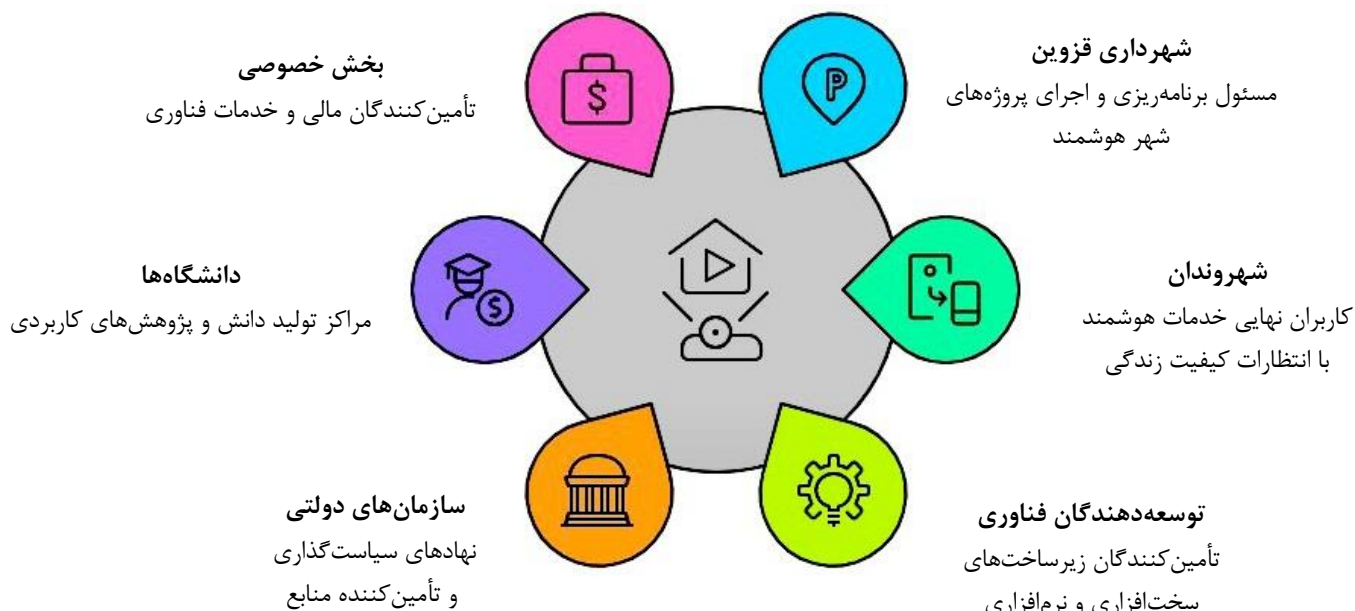 شهرداری قزوین
مسئول برنامه‌ریزی و اجرای پروژه‌های
شهر هوشمند
P
بخش خصوصی
تأمین‌کنندگان مالی و خدمات فناوری
$
شهروندان
کاربران نهایی خدمات هوشمند
با انتظارات کیفیت زندگی
دانشگاه‌ها
مراکز تولید دانش و پژوهش‌های کاربردی
$
توسعه‌دهندگان فناوری
تأمین‌کنندگان زیرساخت‌های
سخت‌افزاری و نرم‌افزاری
سازمان‌های دولتی
نهادهای سیاست‌گذاری
و تأمین‌کننده منابع